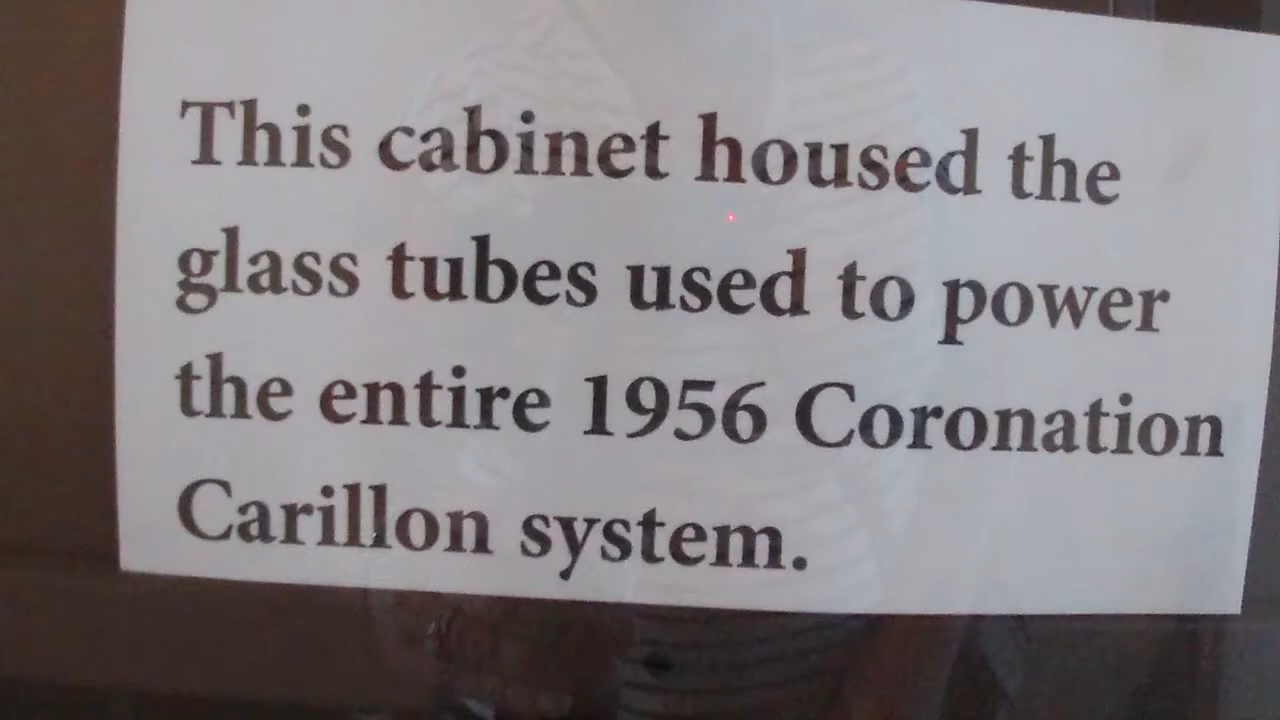 This cabinet housed the
glass tubes used to power
the entire 1956 Coronation
Carillon system.